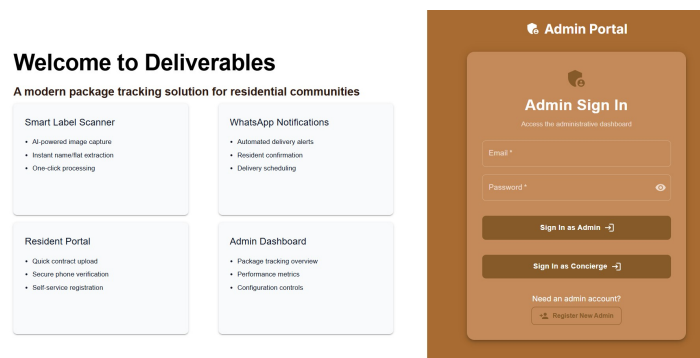 Welcome to Deliverables
A modern package tracking solution for residential communities
Smart Label Scanner
• AI-powered image capture
• Instant name/flat extraction
• One-click processing
WhatsApp Notifications
• Automated delivery alerts
• Resident confirmation
• Delivery scheduling
Resident Portal
• Quick contract upload
• Secure phone verification
• Self-service registration
Admin Dashboard
• Package tracking overview
• Performance metrics
• Configuration controls
Admin Portal
Admin Sign In
Access the administrative dashboard
Email *
Password *
Sign In as Admin
Sign In as Concierge
Need an admin account?
Register New Admin